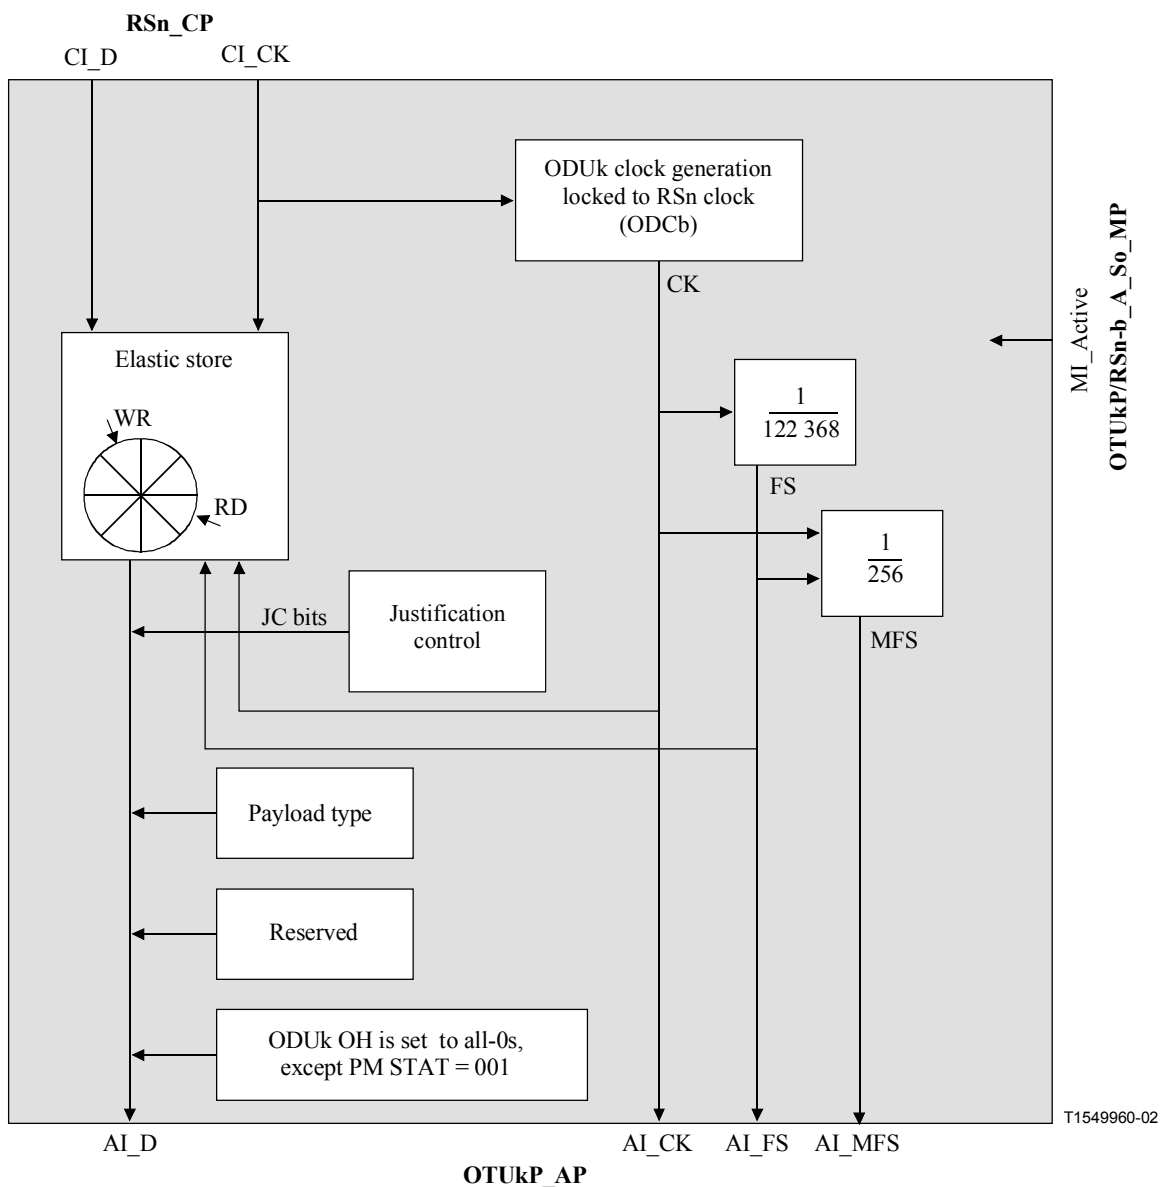 RSn_CP
CI_D
CI_CK
ODUk clock generation
locked to RSn clock
(ODCb)
CK
Elastic store
WR
RD
1
122 368
FS
1
256
MFS
MI_Active
OTUkP/RSn-b_A_So_MP
JC bits
Justification
control
Payload type
Reserved
ODUk OH is set to all-0s,
except PM STAT = 001
T1549960-02
AI_D
AI_CK
AI_FS
AI_MFS
OTUkP_AP